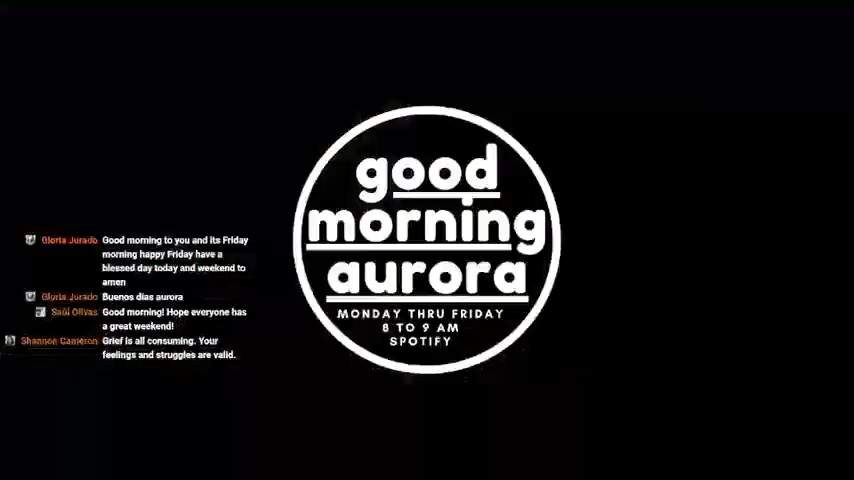 good
morning
aurora
MONDAY THRU FRIDAY
8 TO 9 AM
SPOTIFY
Gloria Jurado Good morning to you and its Friday
morning happy Friday have a
blessed day today and weekend to
amen
Gloria Jurado Buenos dias aurora
Saúl Olivas Good morning! Hope everyone has
a great weekend!
Shannon Cameron Grief is all consuming. Your
feelings and struggles are valid.